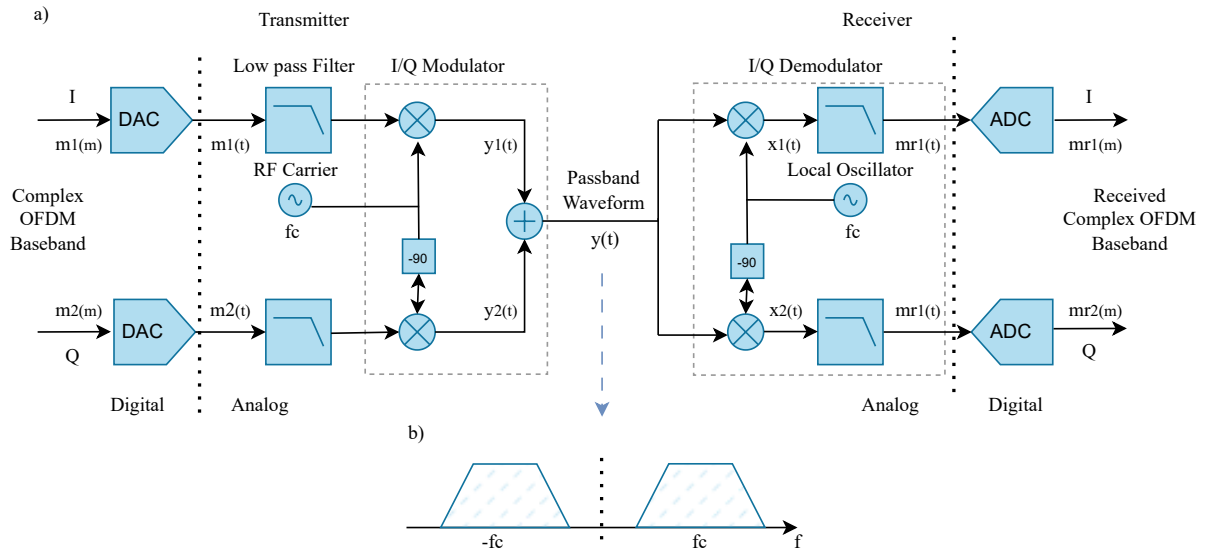 a)
Transmitter
Receiver
Low pass Filter
I/Q Modulator
I/Q Demodulator
I
DAC
m1(m)
m1(t)
y1(t)
x1(t)
mr1(t)
ADC
I
mr1(m)
RF Carrier
fc
Local Oscillator
fc
Complex
OFDM
Baseband
Passband
Waveform
y(t)
Received
Complex OFDM
Baseband
-90
-90
m2(m)
DAC
Q
m2(t)
y2(t)
x2(t)
mr1(t)
ADC
mr2(m)
Q
Digital
Analog
Analog
Digital
b)
-fc
fc
f